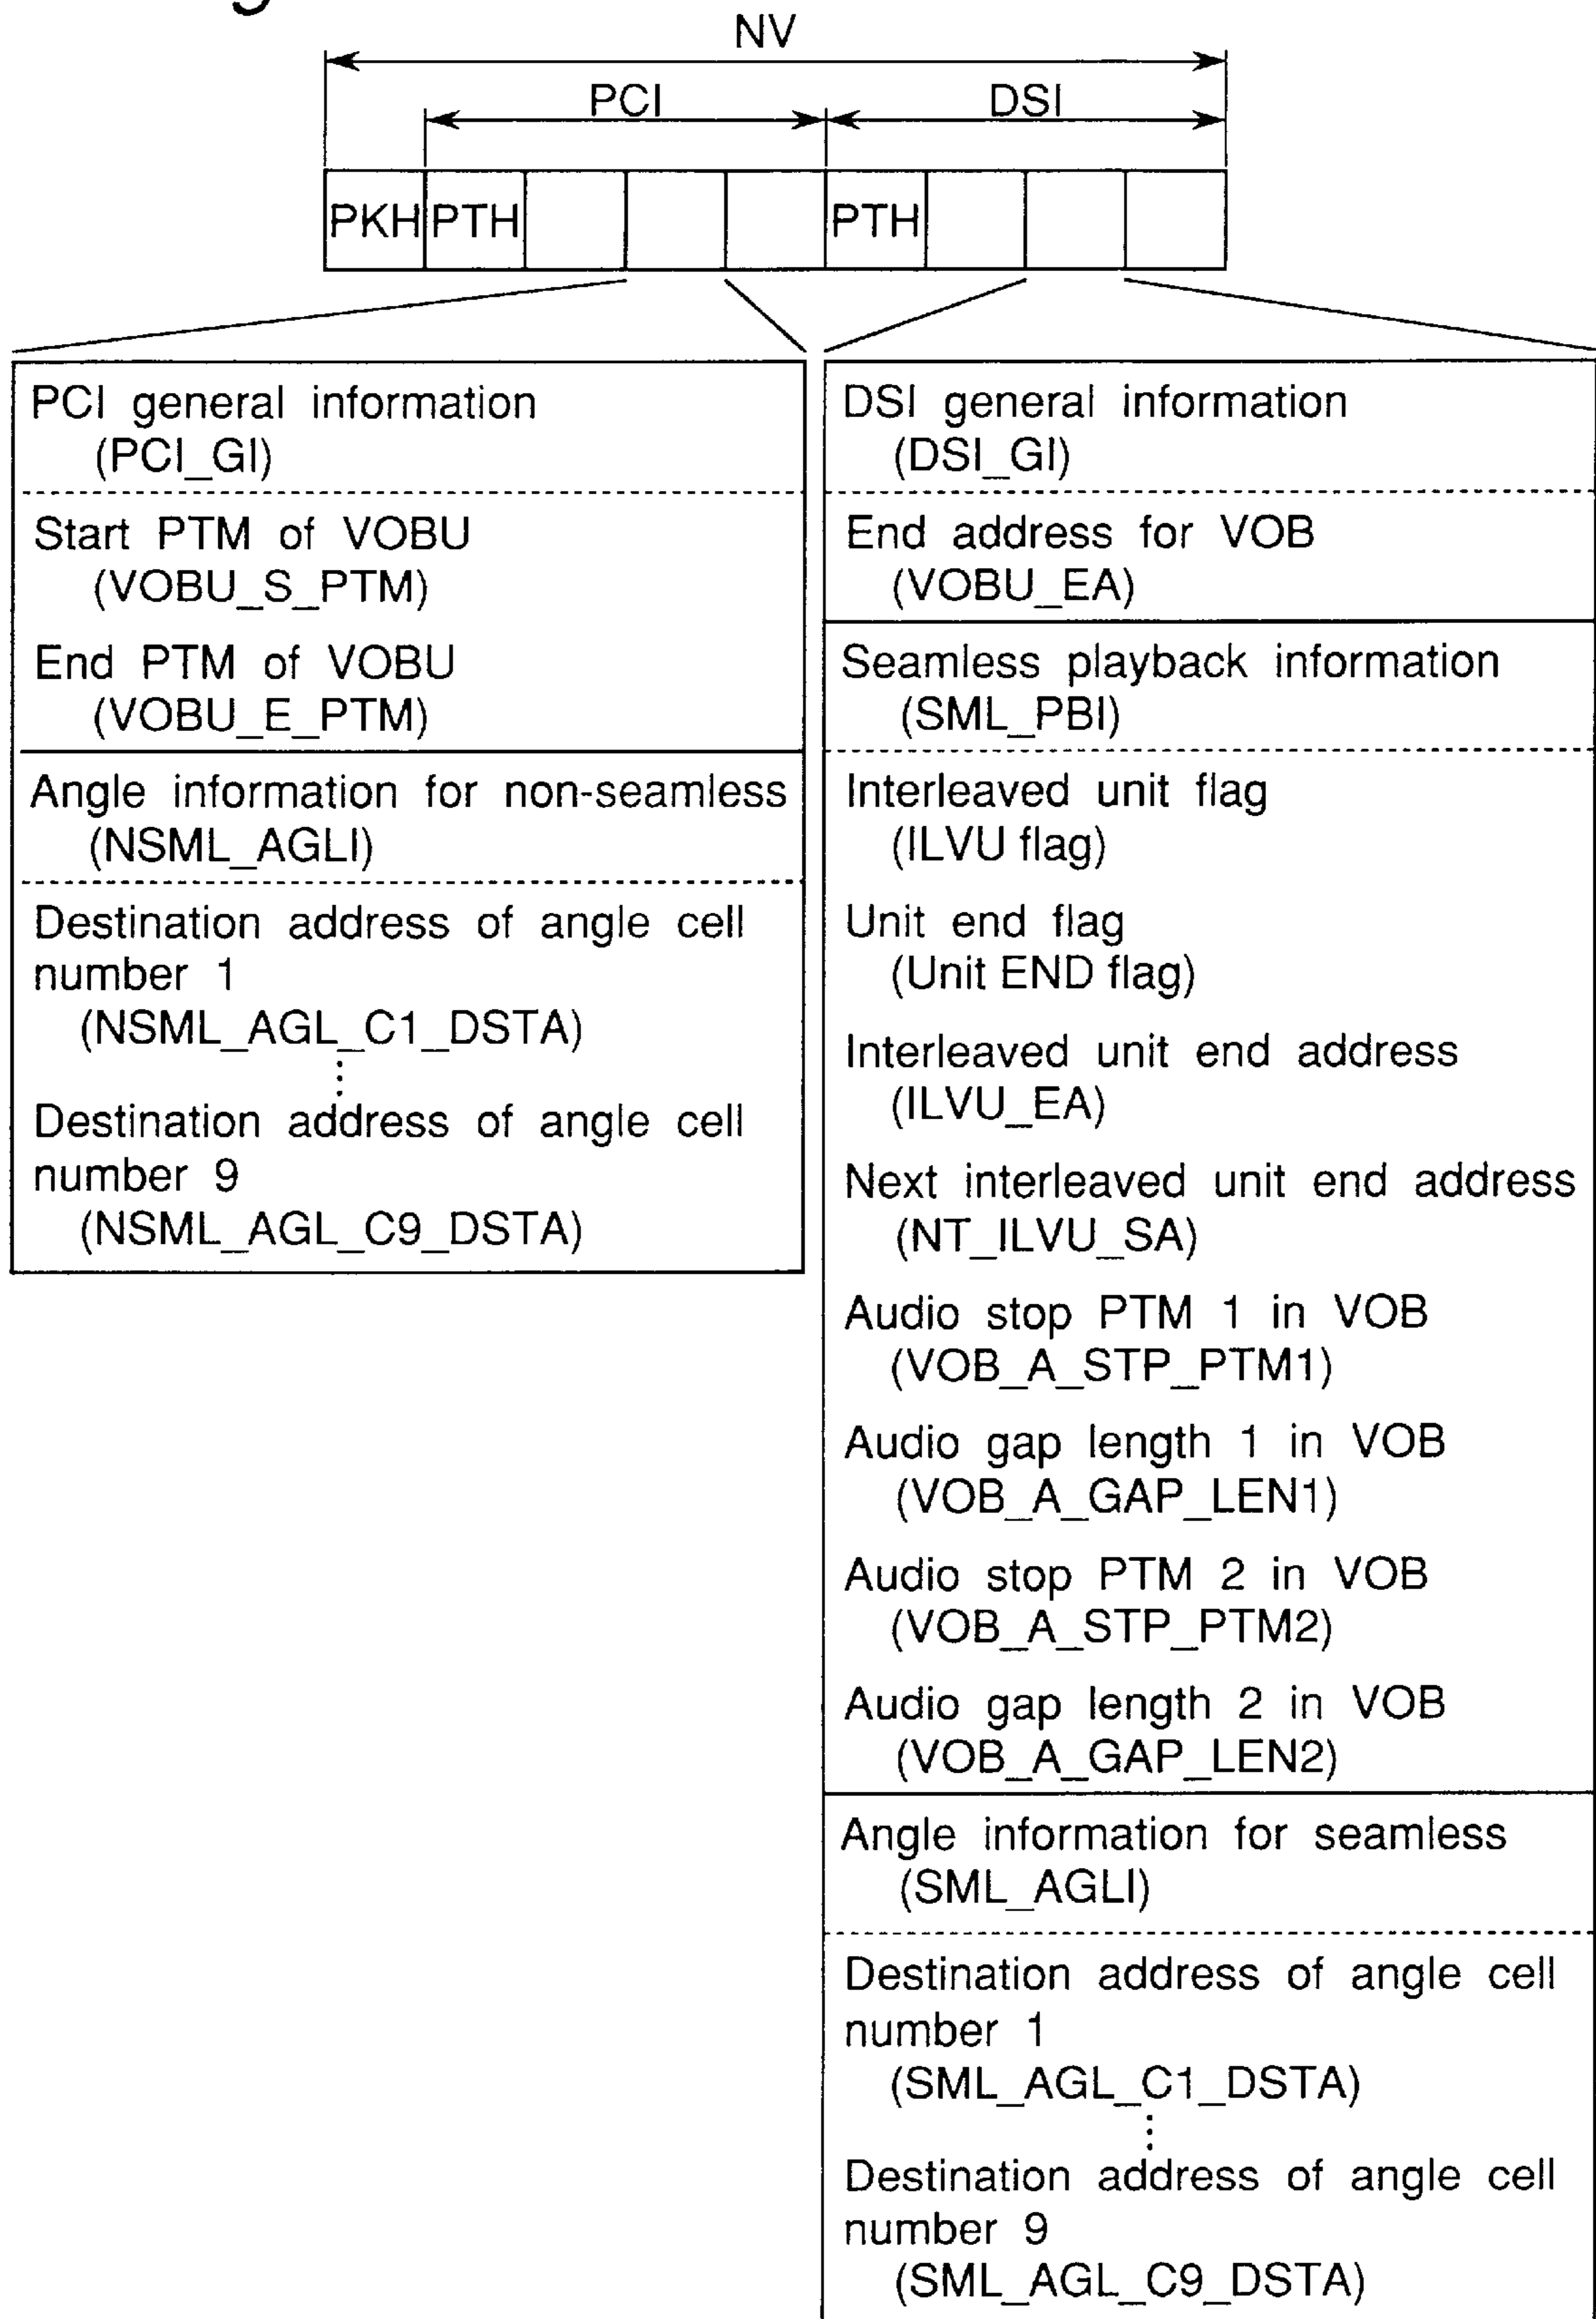 NV
PCI
DSI
PKH
PTH
PTH
PCI general information
(PCI_GI)
Start PTM of VOBU
(VOBU_S_PTM)
End PTM of VOBU
(VOBU_E_PTM)
Angle information for non-seamless
(NSML_AGLI)
Destination address of angle cell
number 1
(NSML_AGL_C1_DSTA)
Destination address of angle cell
number 9
(NSML_AGL_C9_DSTA)
DSI general information
(DSI_GI)
End address for VOB
(VOBU_EA)
Seamless playback information
(SML_PBI)
Interleaved unit flag
(ILVU flag)
Unit end flag
(Unit END flag)
Interleaved unit end address
(ILVU_EA)
Next interleaved unit end address
(NT_ILVU_SA)
Audio stop PTM 1 in VOB
(VOB_A_STP_PTM1)
Audio gap length 1 in VOB
(VOB_A_GAP_LEN1)
Audio stop PTM 2 in VOB
(VOB_A_STP_PTM2)
Audio gap length 2 in VOB
(VOB_A_GAP_LEN2)
Angle information for seamless
(SML_AGLI)
Destination address of angle cell
number 1
(SML_AGL_C1_DSTA)
Destination address of angle cell
number 9
(SML_AGL_C9_DSTA)